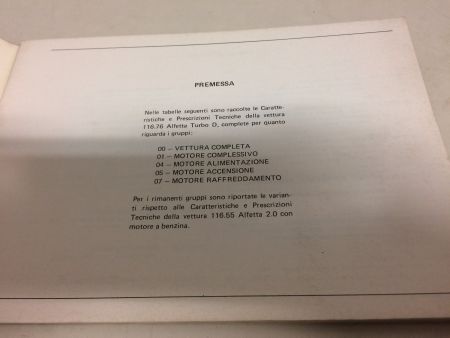 PREMESSA
Nelle tabelle seguenti sono raccolte le Caratte-
ristiche e Prescrizioni Tecniche della vettura
116.76 Alfetta Turbo D, complete per quanto
riguarda i gruppi:
00 – VETTURA COMPLETA
01 – MOTORE COMPLESSIVO
04 – MOTORE ALIMENTAZIONE
05 – MOTORE ACCENSIONE
07 – MOTORE RAFFREDDAMENTO
Per i rimanenti gruppi sono riportate le varian-
ti rispetto alle Caratteristiche e Prescrizioni
Tecniche della vettura 116.55 Alfetta 2.0 con
motore a benzina.